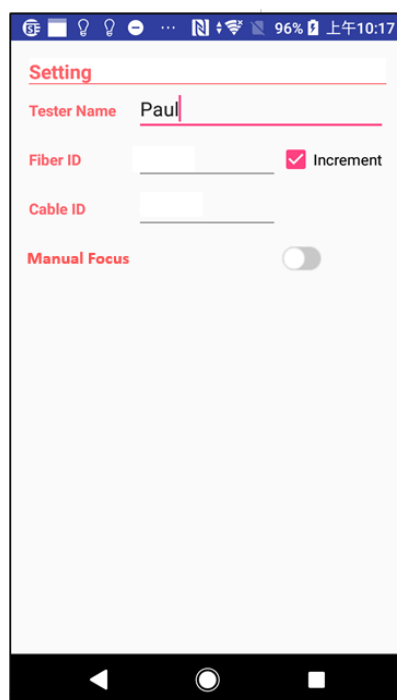 96% 上午10:17
Setting
Tester Name Paul
Fiber ID Increment
Cable ID
Manual Focus